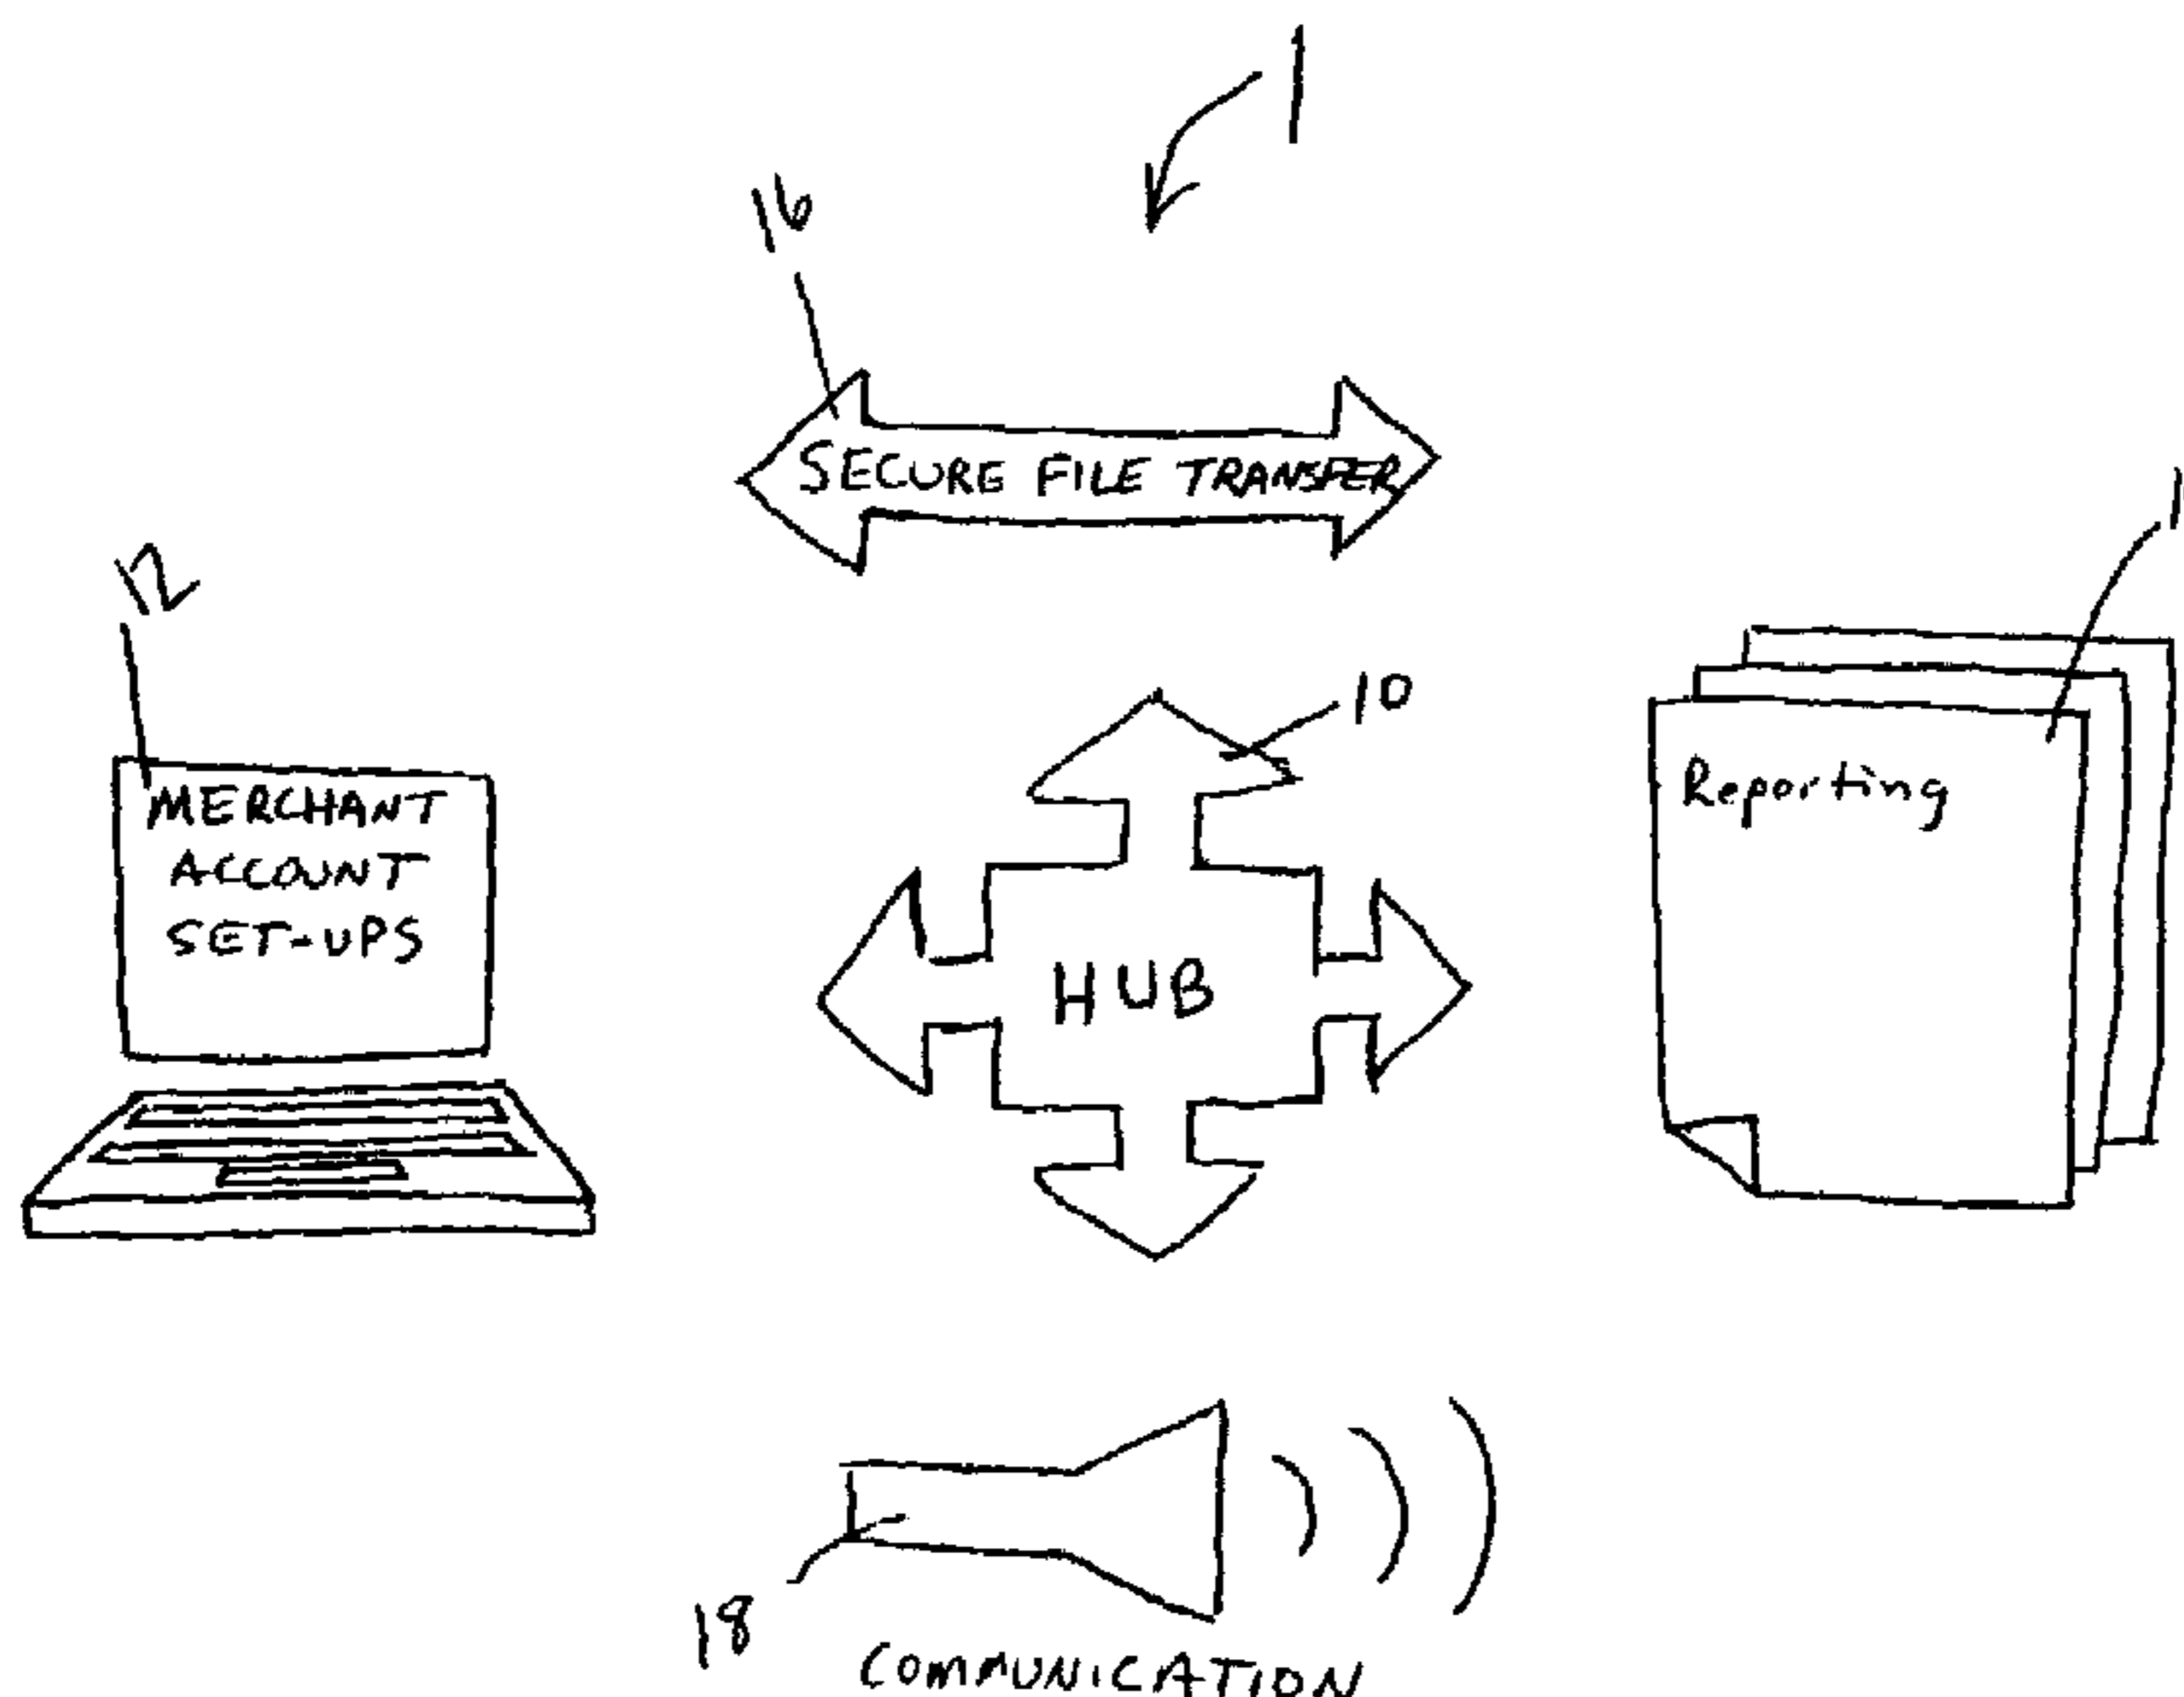 1
16
SECURE FILE TRANSFER
12
10
MERCHANT
ACCOUNT
SET-UPS
Reporting
HUB
18
COMMUNICATION